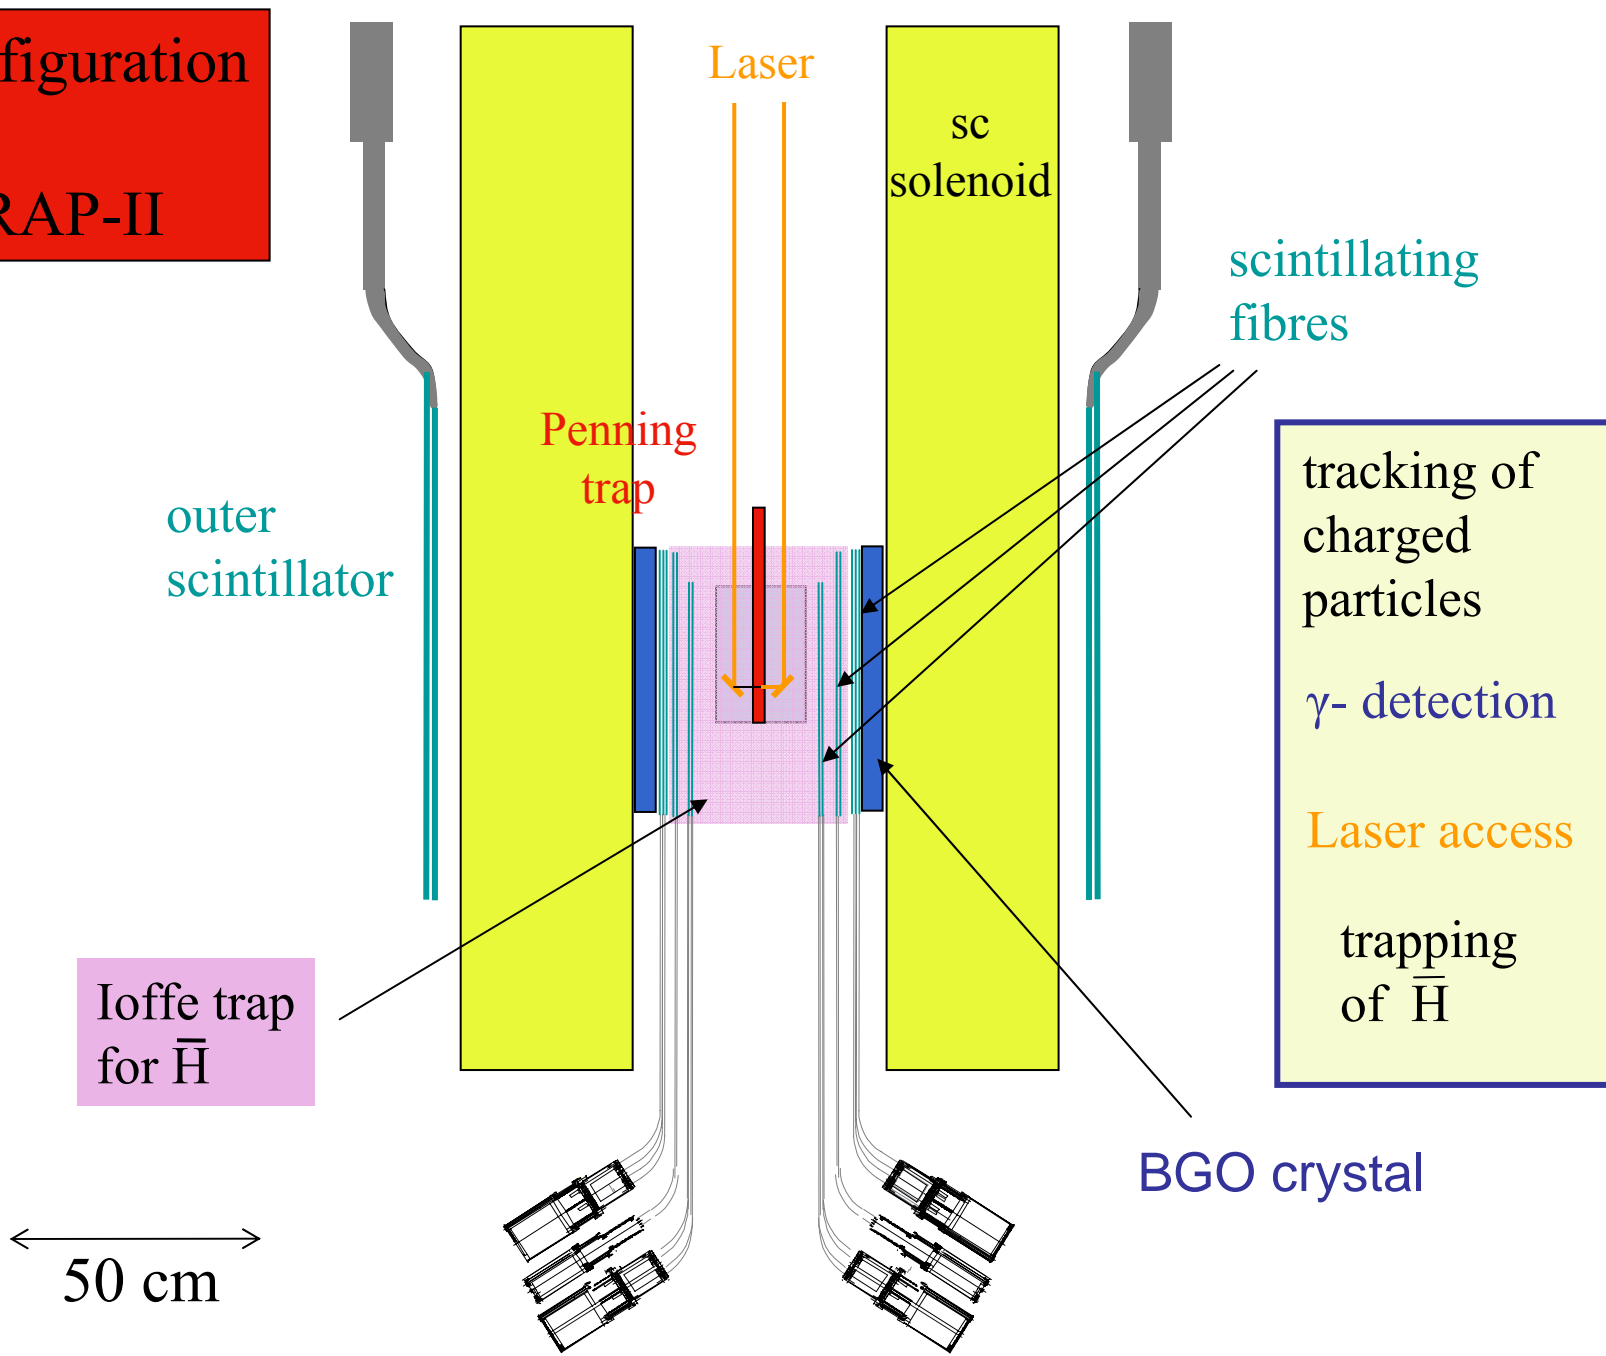 figuration
RAP-II
Laser
sc
solenoid
scintillating
fibres
Penning
trap
outer
scintillator
tracking of
charged
particles
γ- detection
Laser access
trapping
of H̅
Ioffe trap
for H̅
BGO crystal
50 cm